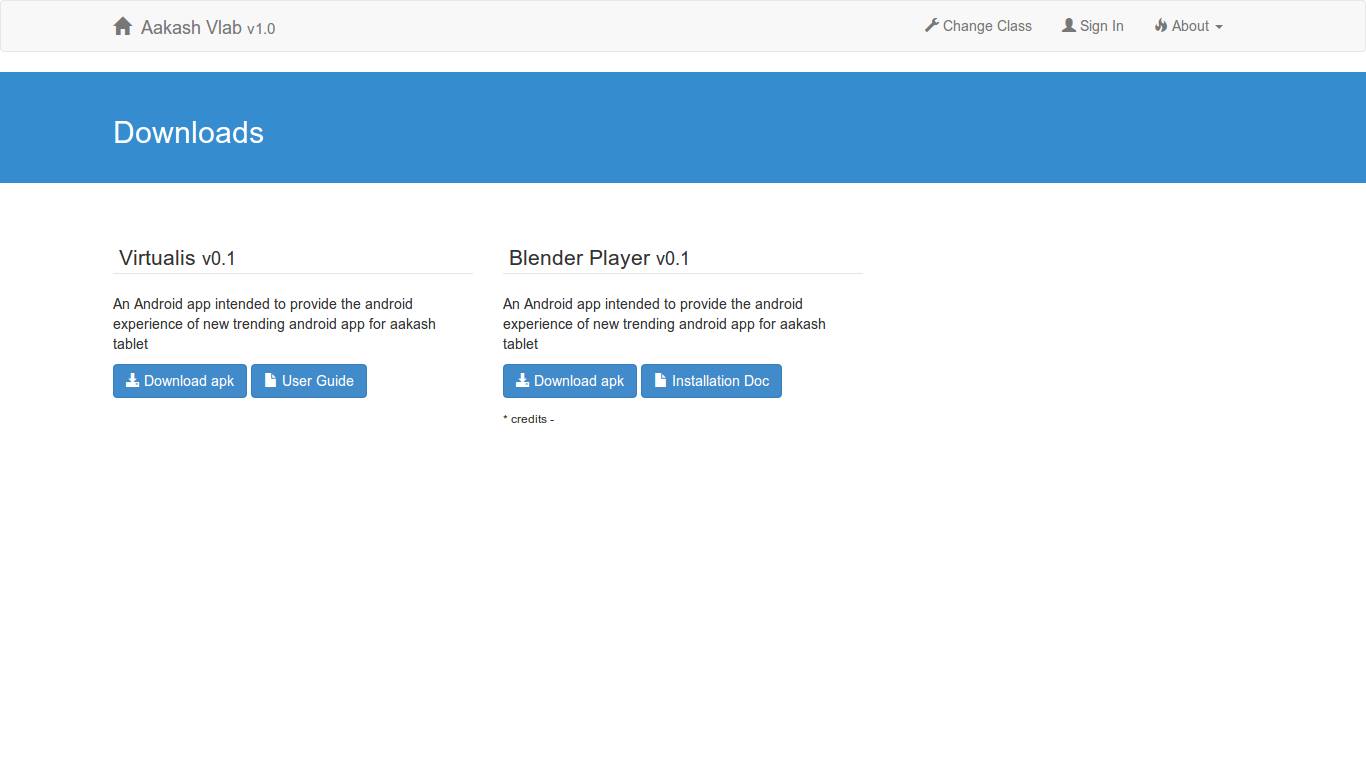 Aakash Vlab v1.0
Change Class
Sign In
About
Downloads
Virtualis v0.1
An Android app intended to provide the android
experience of new trending android app for aakash
tablet
Download apk
User Guide
Blender Player v0.1
An Android app intended to provide the android
experience of new trending android app for aakash
tablet
Download apk
Installation Doc
* credits -